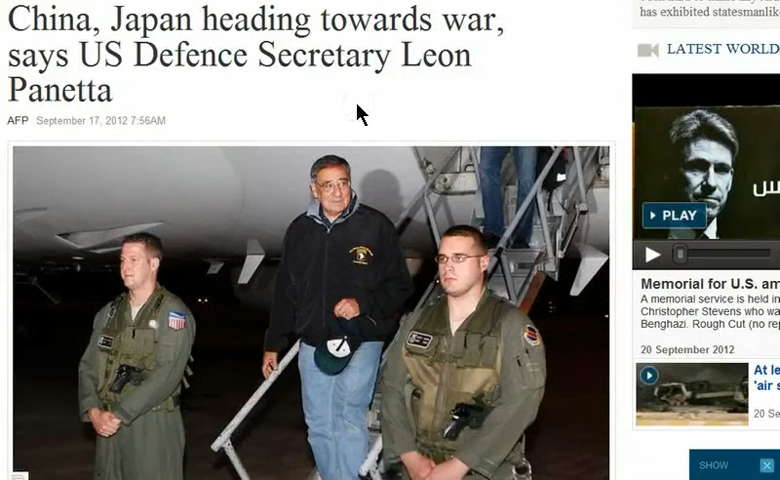 China, Japan heading towards war,
says US Defence Secretary Leon
Panetta
AFP September 17, 2012 7:56AM
has exhibited statesmanlik
LATEST WORLD
PLAY
Memorial for U.S. am
A memorial service is held in
Christopher Stevens who wa
Benghazi. Rough Cut (no rep
20 September 2012
At le
'air s
20 Se
SHOW